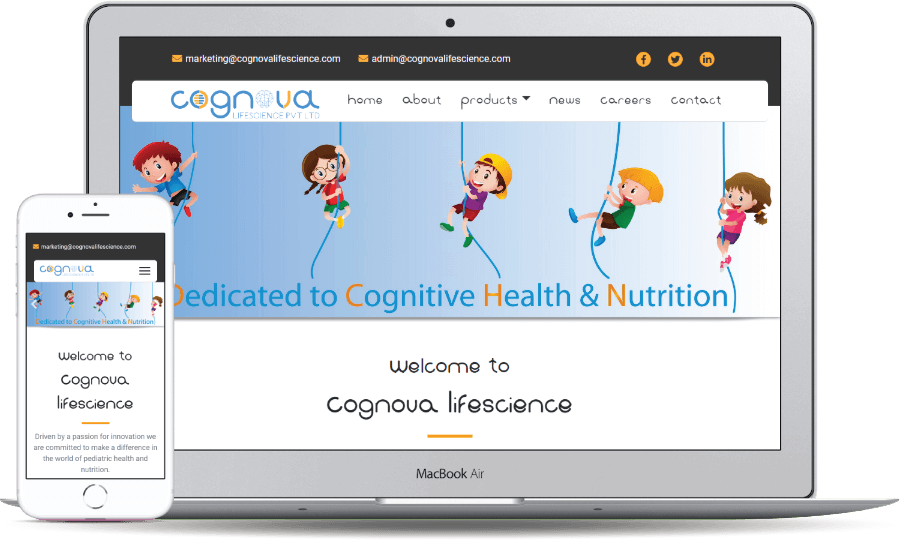 marketing@cognovalifescience.com admin@cognovalifescience.com
cognova
LIFESCIENCE PVT LTD
home about products news careers contact
Dedicated to Cognitive Health & Nutrition
Welcome to
Cognova lifescience
MacBook Air
marketing@cognovalifescience.com
cognova
Dedicated to Cognitive Health & Nutrition
Welcome to
Cognova
lifescience
Driven by a passion for innovation we
are committed to make a difference in
the world of pediatric health and
nutrition.